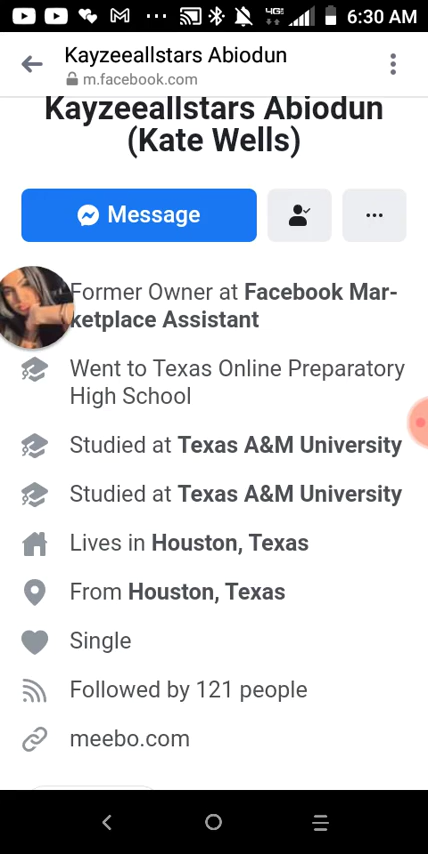 4G
6:30 AM
Kayzeeallstars Abiodun
m.facebook.com
Kayzeeallstars Abiodun
(Kate Wells)
Message
Former Owner at Facebook Mar-
ketplace Assistant
Went to Texas Online Preparatory
High School
Studied at Texas A&M University
Studied at Texas A&M University
Lives in Houston, Texas
From Houston, Texas
Single
Followed by 121 people
meebo.com